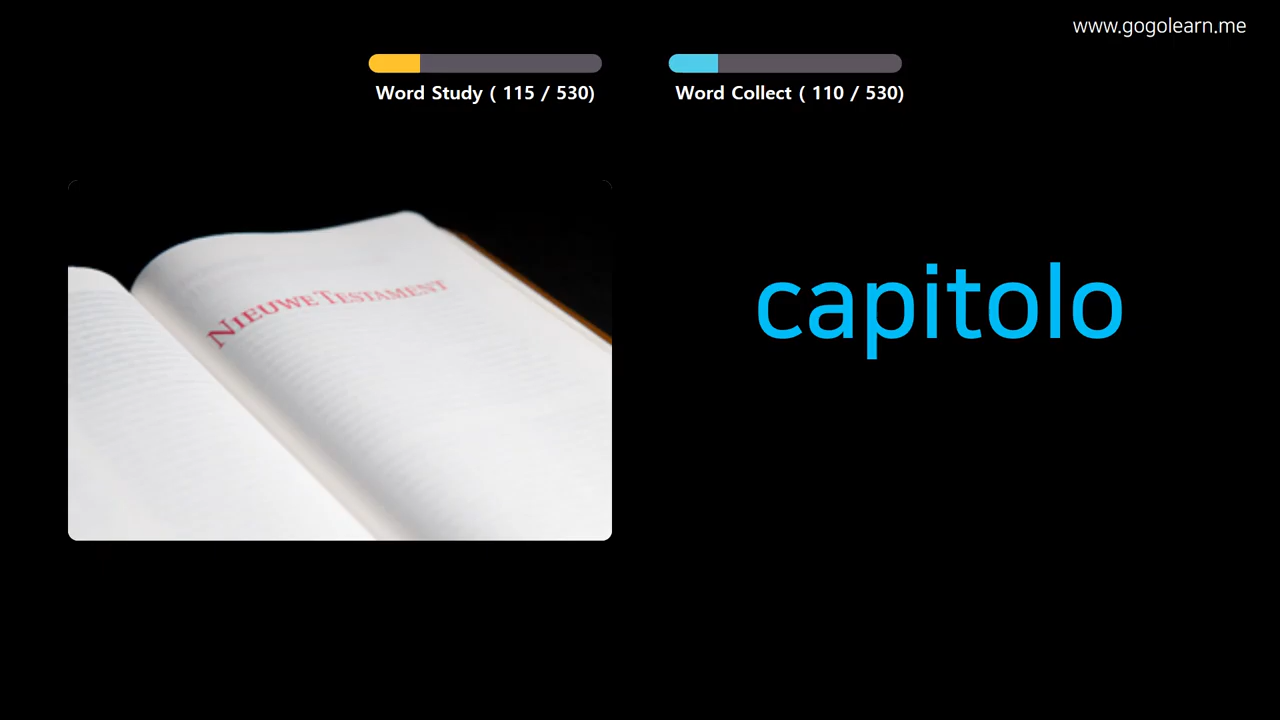 www.gogolearn.me
Word Study ( 115 / 530)
Word Collect ( 110 / 530)
NIEUWE TESTAMENT
capitolo